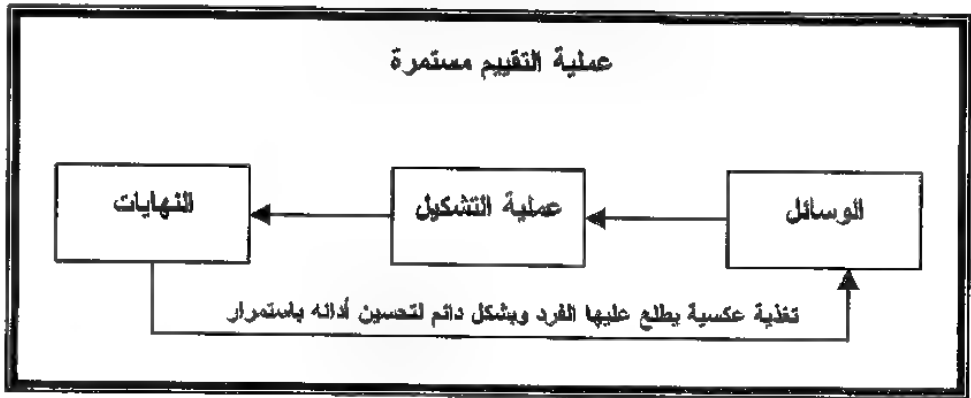 عملية التقييم مستمرة
الوسائل
عملية التشكيل
النهايات
تغذية عكسية يطلع عليها الفرد وبشكل دائم لتحسين أدائه باستمرار